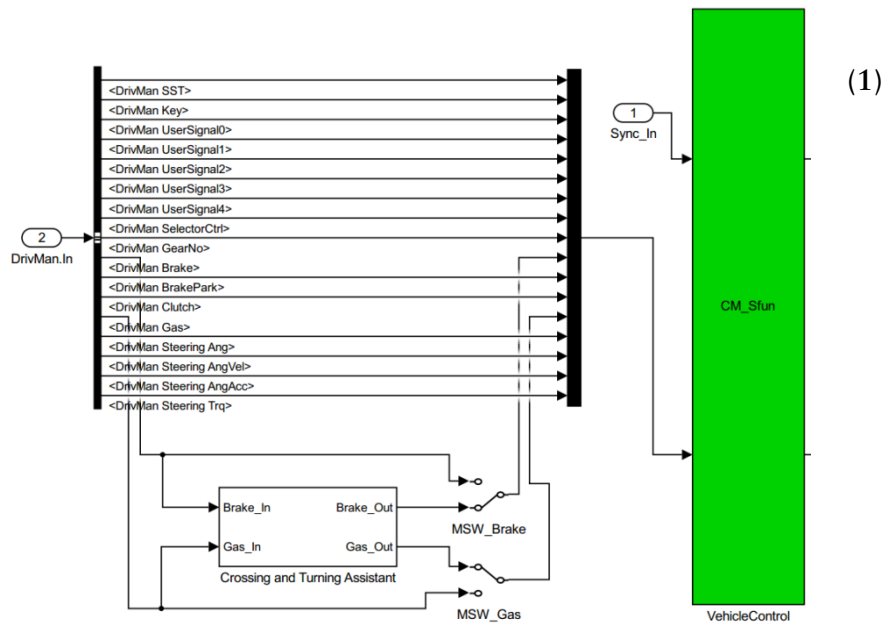 (1)
<DrivMan SST>
<DrivMan Key>
<DrivMan UserSignal0>
<DrivMan UserSignal1>
<DrivMan UserSignal2>
<DrivMan UserSignal3>
<DrivMan UserSignal4>
<DrivMan SelectorCtrl>
<DrivMan GearNo>
<DrivMan Brake>
<DrivMan BrakePark>
<DrivMan Clutch>
<DrivMan Gas>
<DrivMan Steering Ang>
<DrivMan Steering AngVel>
<DrivMan Steering AngAcc>
<DrivMan Steering Trq>
2
DrivMan.In
1
Sync_In
CM_Sfun
VehicleControl
Brake_In
Brake_Out
Gas_In
Gas_Out
Crossing and Turning Assistant
MSW_Brake
MSW_Gas